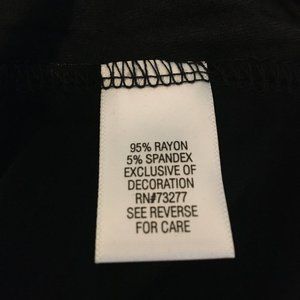 95% RAYON
5% SPANDEX
EXCLUSIVE OF
DECORATION
RN#73277
SEE REVERSE
FOR CARE